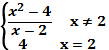 x² − 4
x − 2    x ≠ 2
4    x = 2